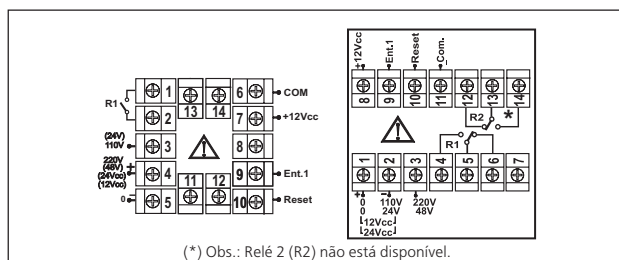 R1
1
2
3
4
5
13
14
11
12
6
7
8
9
10
COM
+12Vcc
Ent.1
Reset
(24V)
110V
220V
(48V)
(24Vcc)
(12Vcc)
+
0
−
+12Vcc
Ent.1
Reset
Com.
−
8
9
10
11
12
13
14
R2
*
R1
1
2
3
4
5
6
7
+
−
0 110V 220V
0 24V 48V
12Vcc
24Vcc
(*) Obs.: Relé 2 (R2) não está disponível.